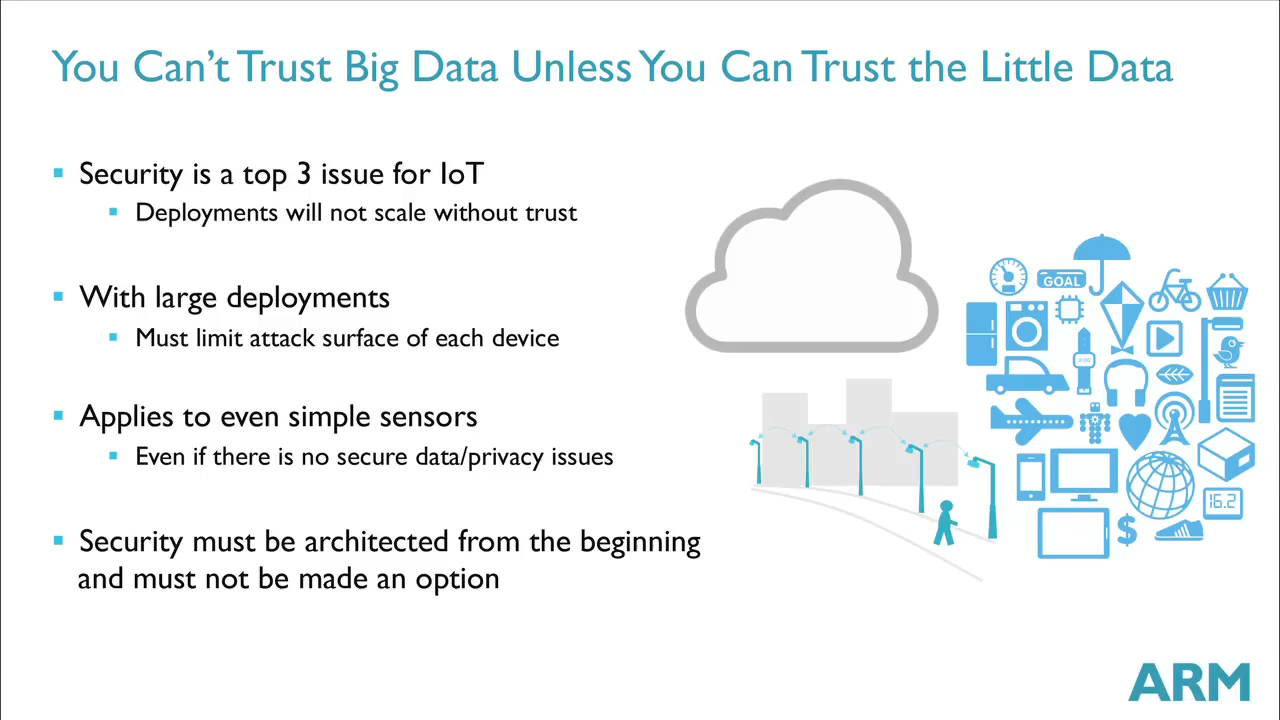 You Can't Trust Big Data Unless You Can Trust the Little Data
Security is a top 3 issue for IoT
Deployments will not scale without trust
With large deployments
Must limit attack surface of each device
Applies to even simple sensors
Even if there is no secure data/privacy issues
Security must be architected from the beginning
and must not be made an option
GOAL
2:00
16.2
$
ARM